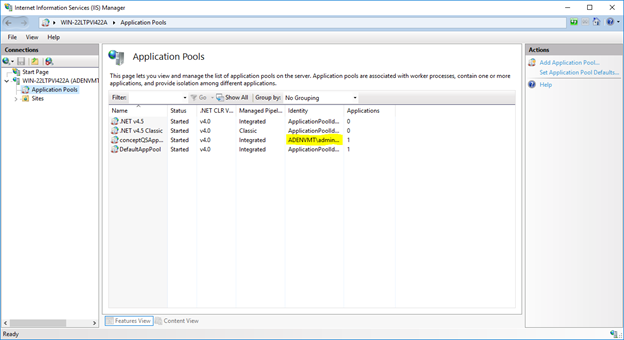 Internet Information Services (IIS) Manager
WIN-22LTPVI422A
Application Pools
File View Help
Connections
Start Page
WIN-22LTPVI422A (ADENVMT
Application Pools
Sites
Application Pools
This page lets you view and manage the list of application pools on the server. Application pools are associated with worker processes, contain one or more
applications, and provide isolation among different applications.
Filter: Go Show All Group by: No Grouping
Name Status .NET CLR V... Managed Pipel... Identity Applications
.NET v4.5 Started v4.0 Integrated ApplicationPoolId... 0
.NET v4.5 Classic Started v4.0 Classic ApplicationPoolId... 0
conceptQSApp... Started v4.0 Integrated ADENVMT\admin... 1
DefaultAppPool Started v4.0 Integrated ApplicationPoolId... 1
Actions
Add Application Pool...
Set Application Pool Defaults...
Help
Features View Content View
Ready